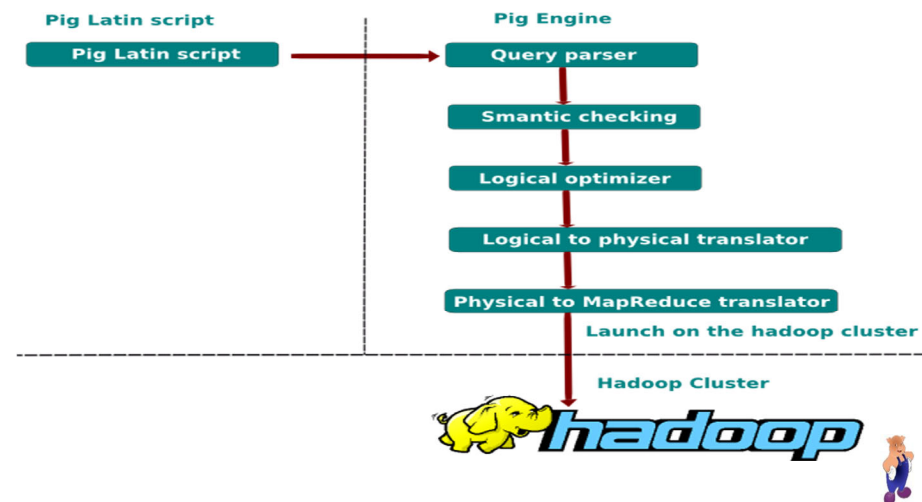 Pig Latin script
Pig Engine
Pig Latin script
Query parser
Smantic checking
Logical optimizer
Logical to physical translator
Physical to MapReduce translator
Launch on the hadoop cluster
Hadoop Cluster
hadoop